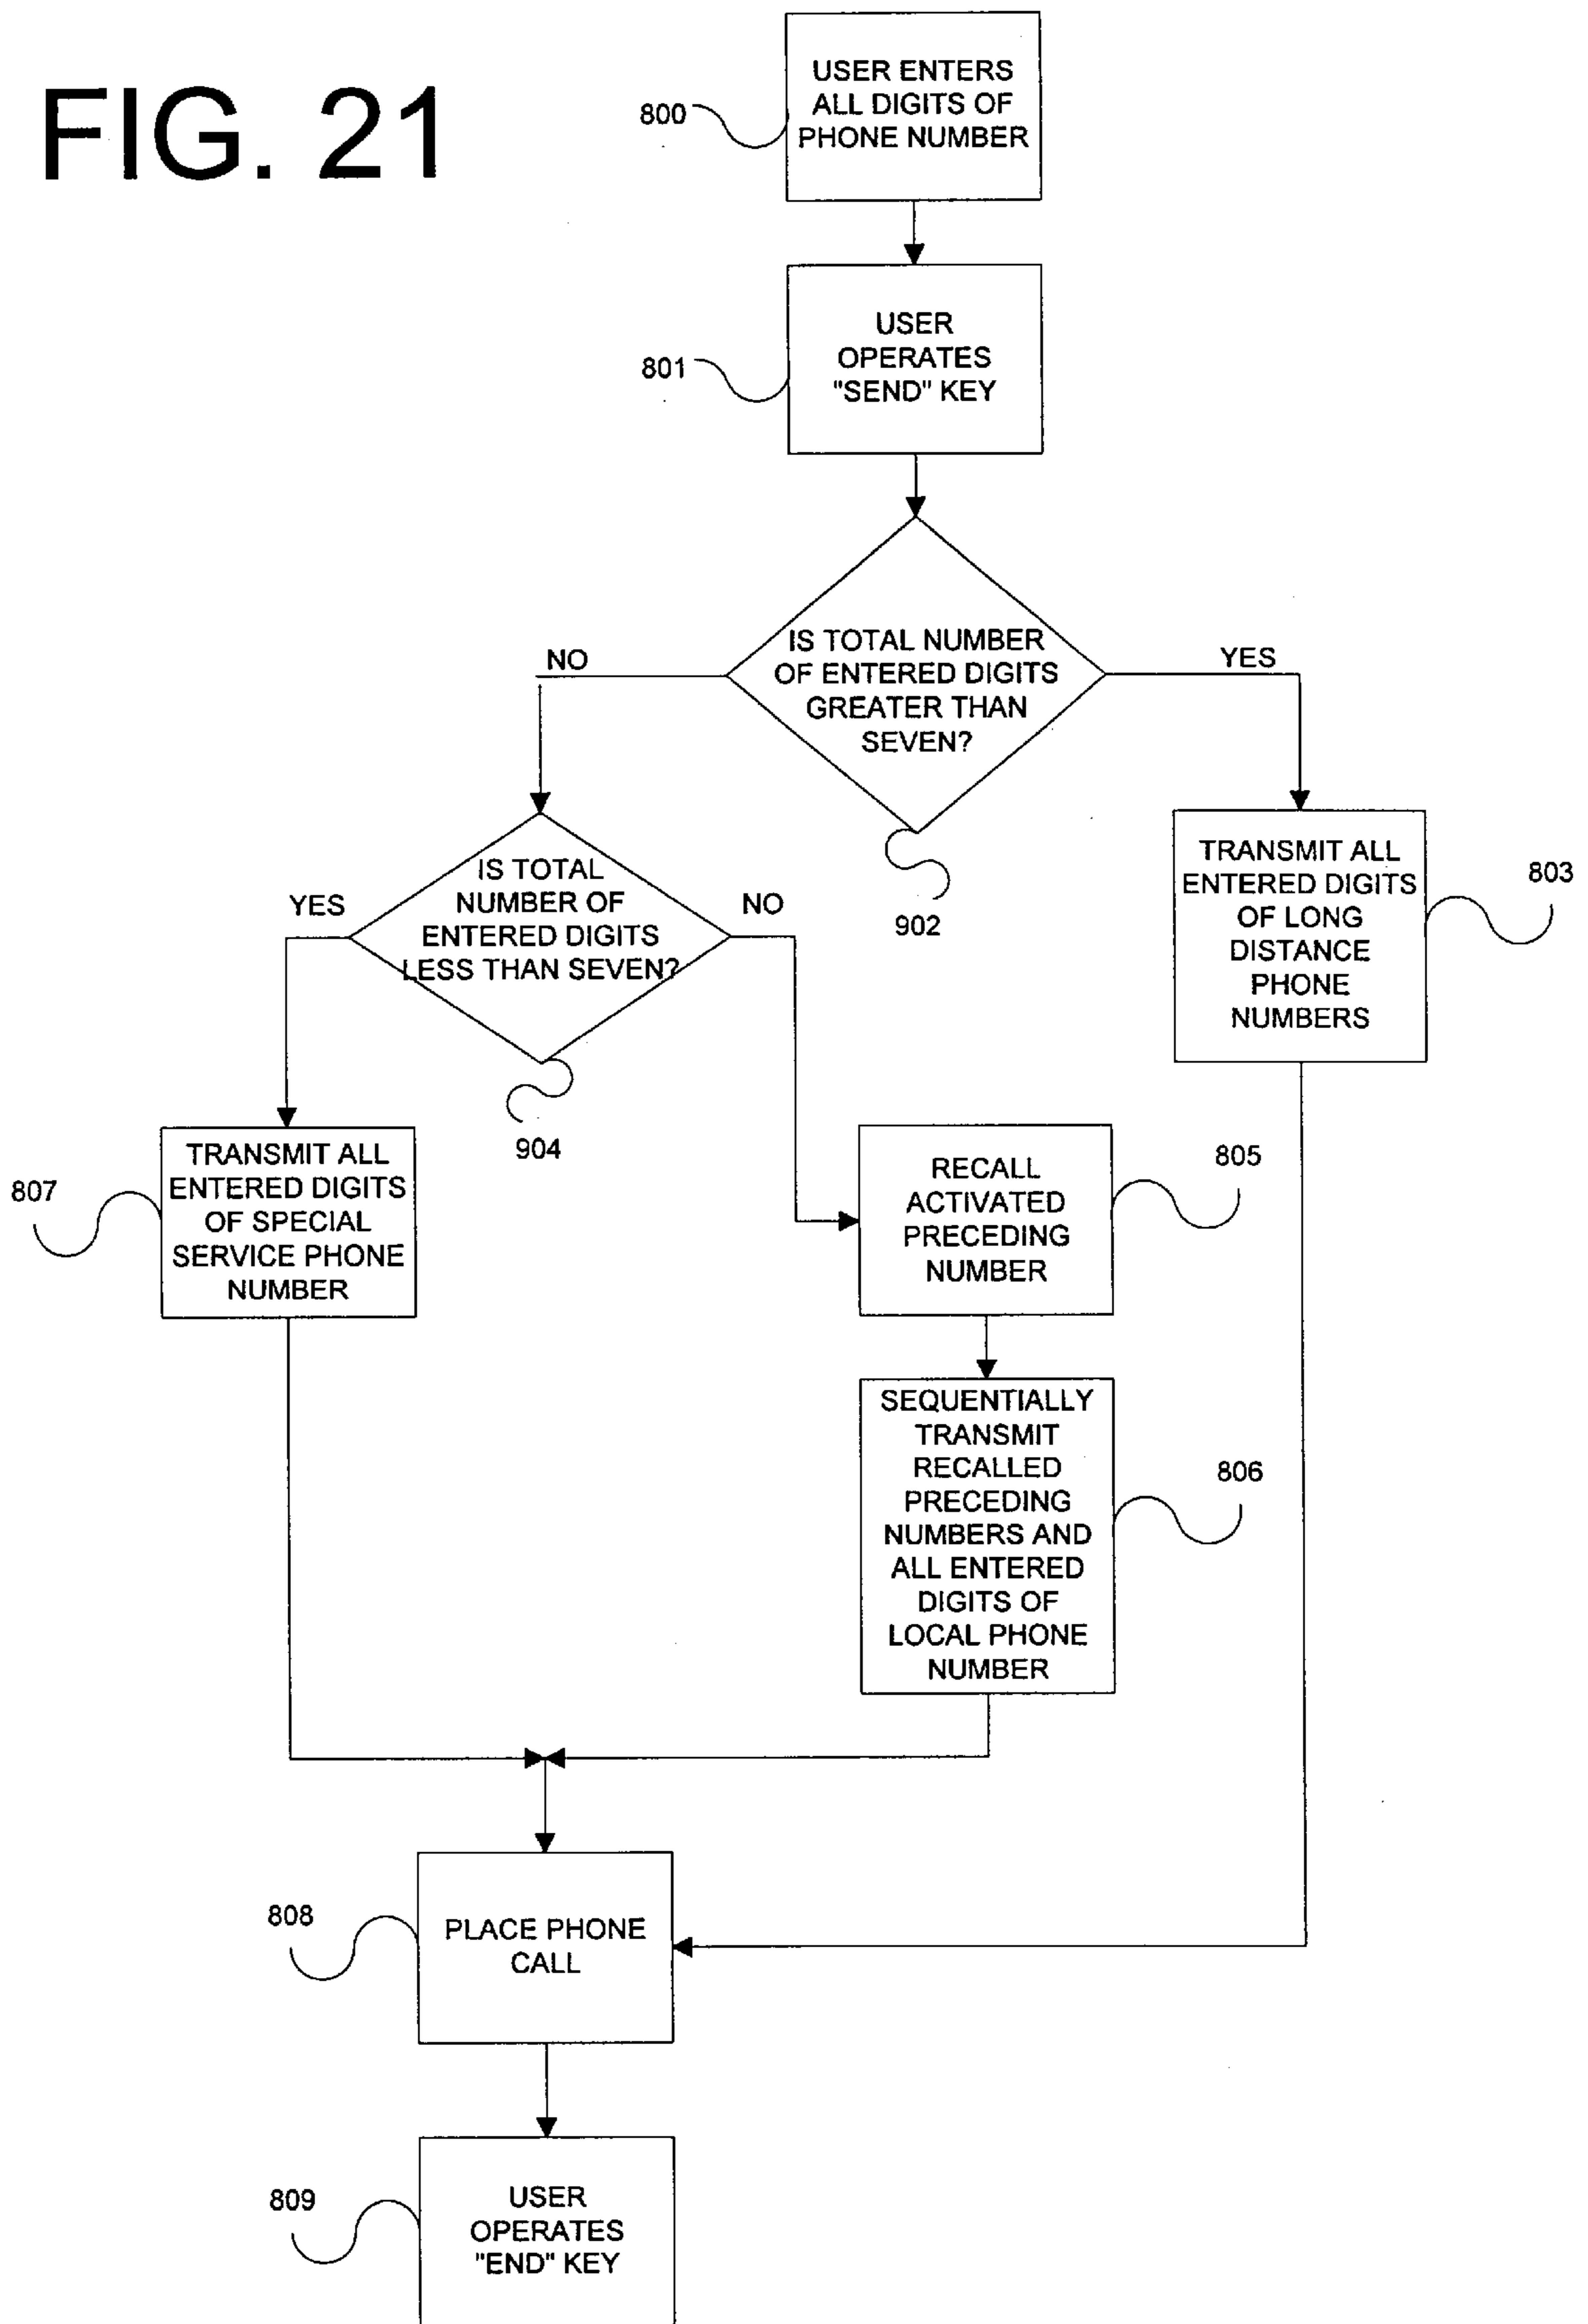 FIG. 21
USER ENTERS
ALL DIGITS OF
PHONE NUMBER
800
USER
OPERATES
"SEND" KEY
801
IS TOTAL NUMBER
OF ENTERED DIGITS
GREATER THAN
SEVEN?
NO
YES
902
IS TOTAL
NUMBER OF
ENTERED DIGITS
LESS THAN SEVEN?
YES
NO
904
TRANSMIT ALL
ENTERED DIGITS
OF LONG
DISTANCE
PHONE
NUMBERS
803
TRANSMIT ALL
ENTERED DIGITS
OF SPECIAL
SERVICE PHONE
NUMBER
807
RECALL
ACTIVATED
PRECEDING
NUMBER
805
SEQUENTIALLY
TRANSMIT
RECALLED
PRECEDING
NUMBERS AND
ALL ENTERED
DIGITS OF
LOCAL PHONE
NUMBER
806
PLACE PHONE
CALL
808
USER
OPERATES
"END" KEY
809